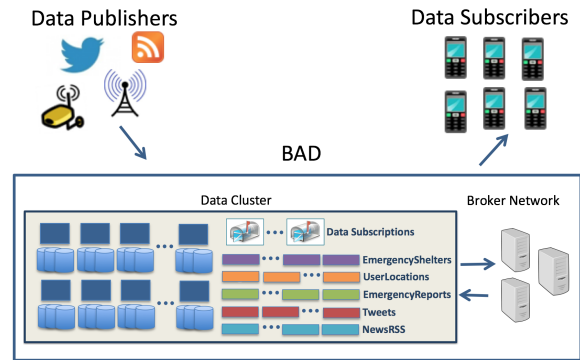 Data Publishers
Data Subscribers
BAD
Data Cluster
Broker Network
Data Subscriptions
EmergencyShelters
UserLocations
EmergencyReports
Tweets
NewsRSS